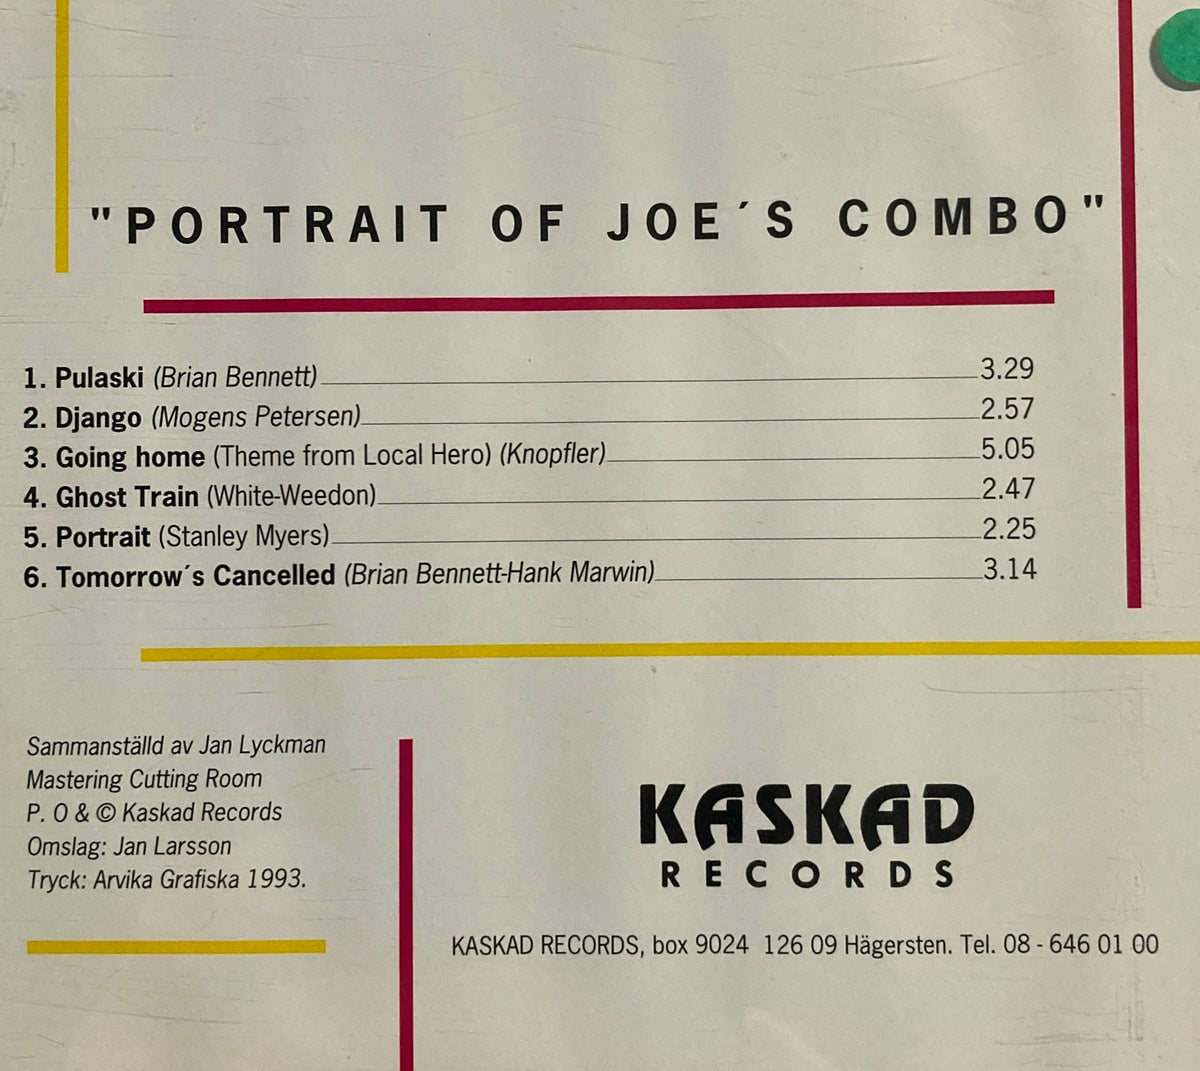 "PORTRAIT OF JOE´S COMBO"
1. Pulaski (Brian Bennett) 3.29
2. Django (Mogens Petersen) 2.57
3. Going home (Theme from Local Hero) (Knopfler) 5.05
4. Ghost Train (White-Weedon) 2.47
5. Portrait (Stanley Myers) 2.25
6. Tomorrow´s Cancelled (Brian Bennett-Hank Marwin) 3.14
Sammanställd av Jan Lyckman
Mastering Cutting Room
P. O & © Kaskad Records
Omslag: Jan Larsson
Tryck: Arvika Grafiska 1993.
KASKAD
RECORDS
KASKAD RECORDS, box 9024 126 09 Hägersten. Tel. 08 - 646 01 00